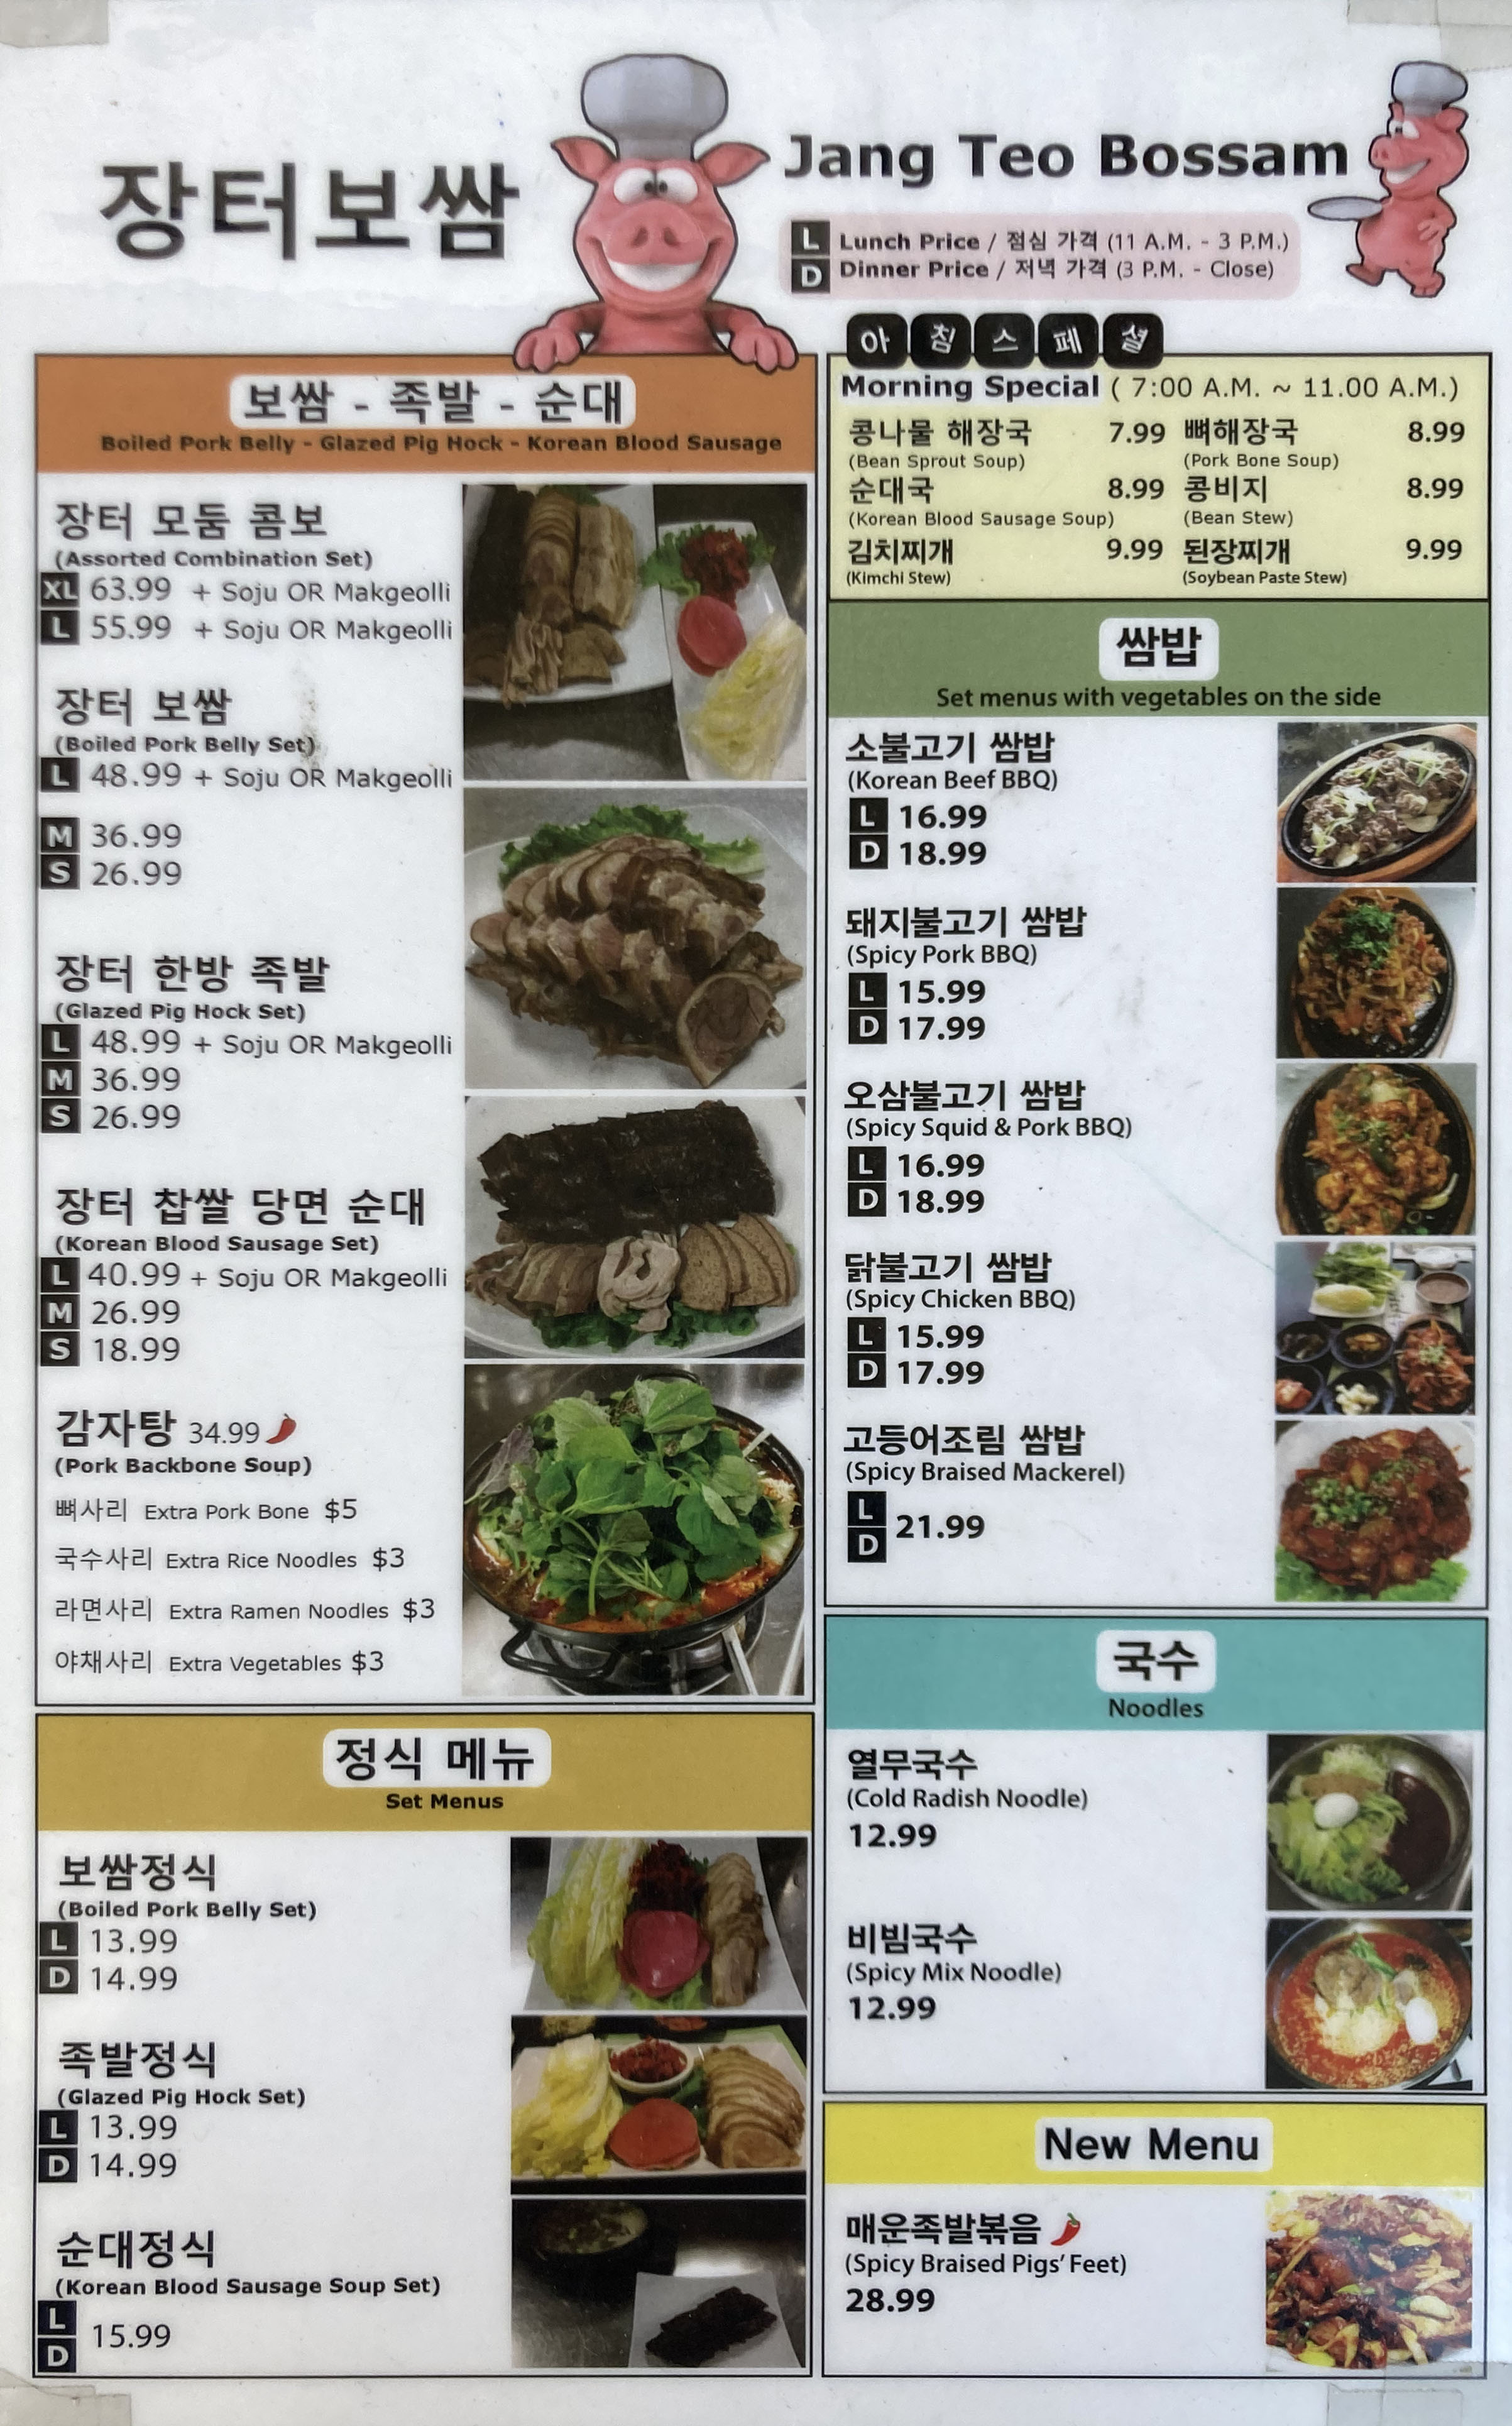 장터보쌈
Jang Teo Bossam
L Lunch Price / 점심 가격 (11 A.M. - 3 P.M.)
D Dinner Price / 저녁 가격 (3 P.M. - Close)
보쌈 - 족발 - 순대
Boiled Pork Belly - Glazed Pig Hock - Korean Blood Sausage
장터 모둠 콤보
(Assorted Combination Set)
XL 63.99 + Soju OR Makgeolli
L 55.99 + Soju OR Makgeolli
장터 보쌈
(Boiled Pork Belly Set)
L 48.99 + Soju OR Makgeolli
M 36.99
S 26.99
장터 한방 족발
(Glazed Pig Hock Set)
L 48.99 + Soju OR Makgeolli
M 36.99
S 26.99
장터 찹쌀 당면 순대
(Korean Blood Sausage Set)
L 40.99 + Soju OR Makgeolli
M 26.99
S 18.99
감자탕 34.99
(Pork Backbone Soup)
뼈사리 Extra Pork Bone $5
국수사리 Extra Rice Noodles $3
라면사리 Extra Ramen Noodles $3
야채사리 Extra Vegetables $3
정식 메뉴
Set Menus
보쌈정식
(Boiled Pork Belly Set)
L 13.99
D 14.99
족발정식
(Glazed Pig Hock Set)
L 13.99
D 14.99
순대정식
(Korean Blood Sausage Soup Set)
L
D 15.99
아침스페셜
Morning Special ( 7:00 A.M. ~ 11.00 A.M.)
콩나물 해장국 7.99 뼈해장국 8.99
(Bean Sprout Soup) (Pork Bone Soup)
순대국 8.99 콩비지 8.99
(Korean Blood Sausage Soup) (Bean Stew)
김치찌개 9.99 된장찌개 9.99
(Kimchi Stew) (Soybean Paste Stew)
쌈밥
Set menus with vegetables on the side
소불고기 쌈밥
(Korean Beef BBQ)
L 16.99
D 18.99
돼지불고기 쌈밥
(Spicy Pork BBQ)
L 15.99
D 17.99
오삼불고기 쌈밥
(Spicy Squid & Pork BBQ)
L 16.99
D 18.99
닭불고기 쌈밥
(Spicy Chicken BBQ)
L 15.99
D 17.99
고등어조림 쌈밥
(Spicy Braised Mackerel)
L
D 21.99
국수
Noodles
열무국수
(Cold Radish Noodle)
12.99
비빔국수
(Spicy Mix Noodle)
12.99
New Menu
매운족발볶음
(Spicy Braised Pigs' Feet)
28.99